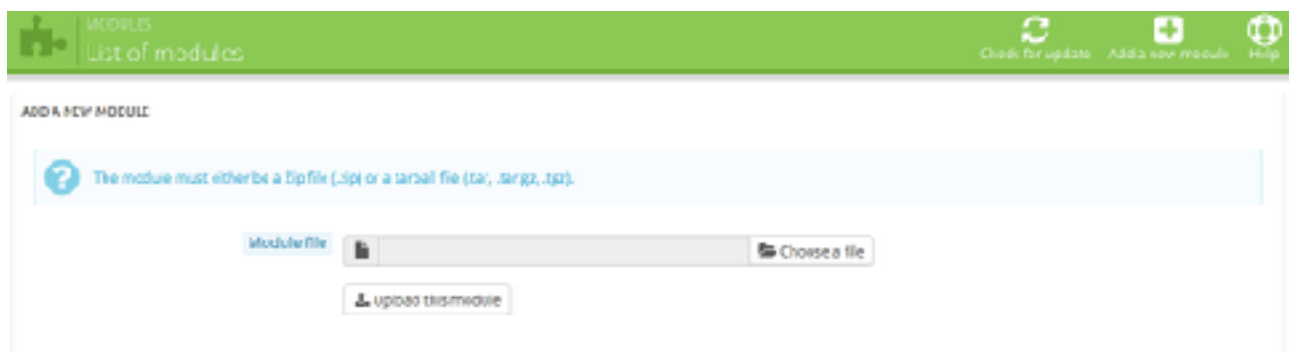 MODULES
List of modules
Check for update
Add a new module
Help
ADD A NEW MODULE
The module must either be a Zip file (.zip) or a tarball file (.tar, .tar.gz, .tgz).
Module file
Choose a file
Upload this module